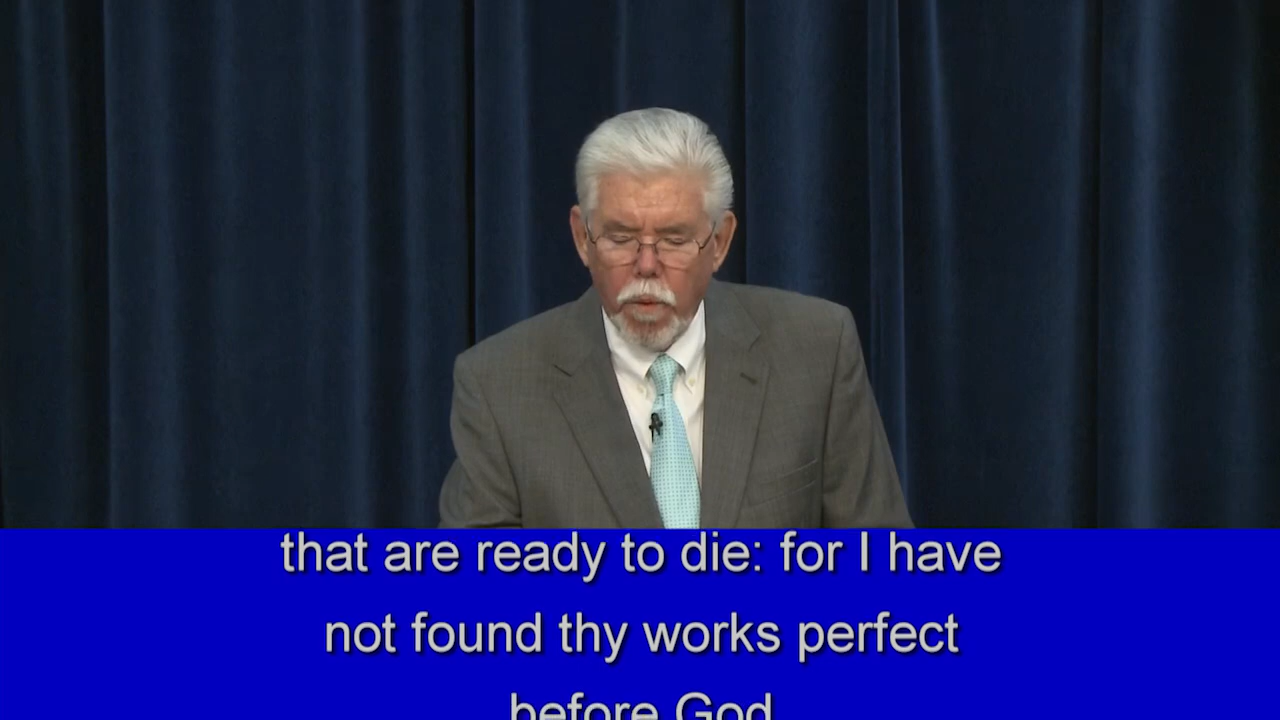 that are ready to die: for I have
not found thy works perfect
before God